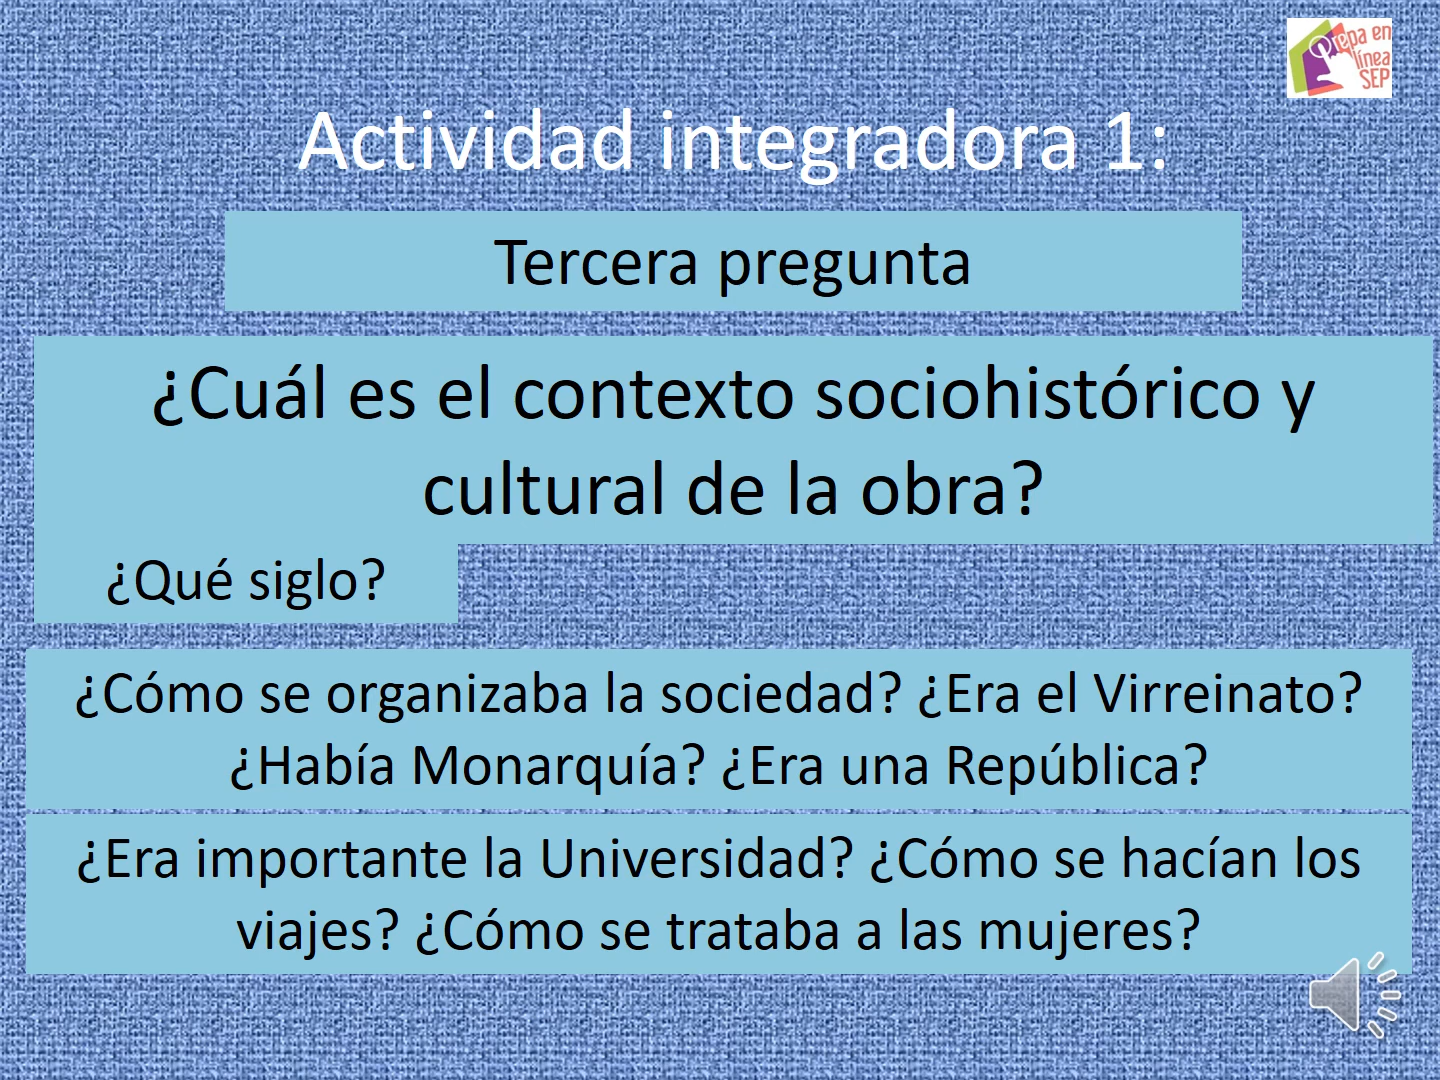 Prepa en
línea
SEP
Actividad integradora 1:
Tercera pregunta
¿Cuál es el contexto sociohistórico y
cultural de la obra?
¿Qué siglo?
¿Cómo se organizaba la sociedad? ¿Era el Virreinato?
¿Había Monarquía? ¿Era una República?
¿Era importante la Universidad? ¿Cómo se hacían los
viajes? ¿Cómo se trataba a las mujeres?